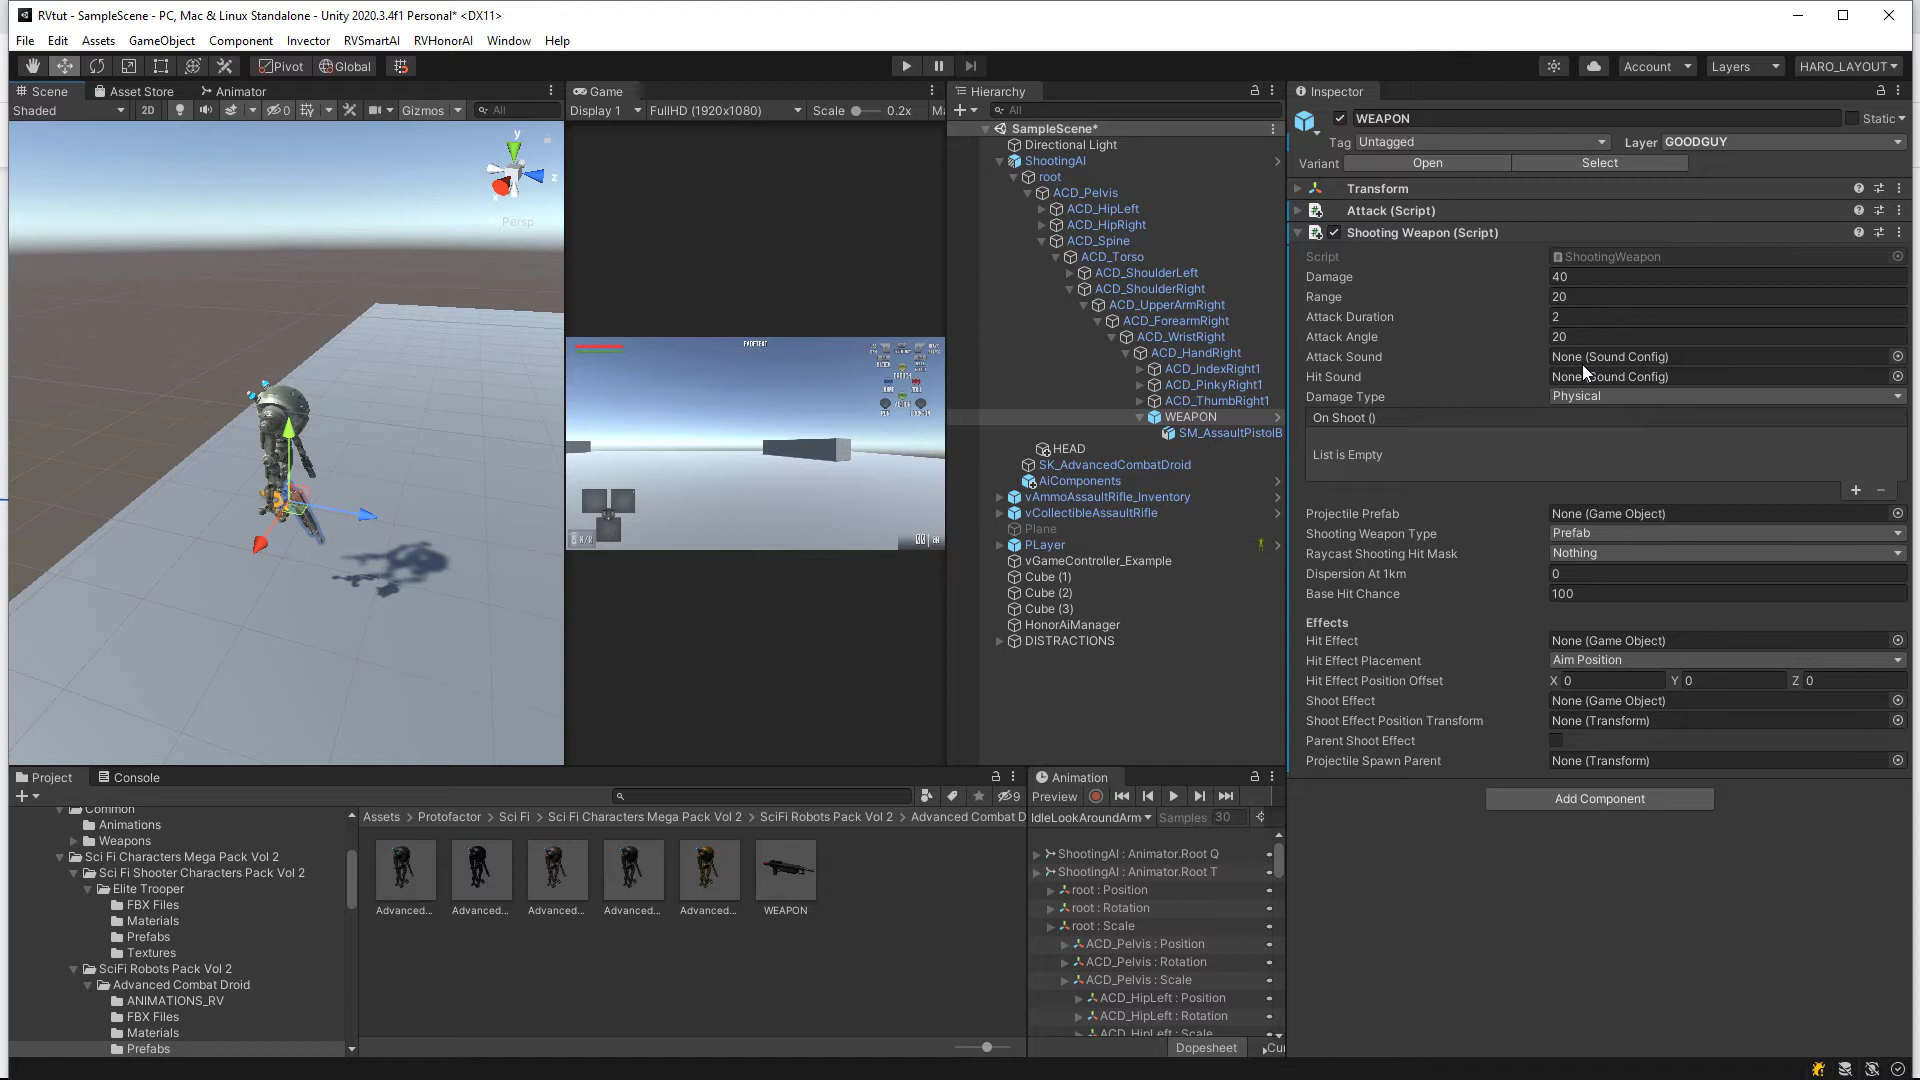 RVtut - SampleScene - PC, Mac & Linux Standalone - Unity 2020.3.4f1 Personal* <DX11>
File Edit Assets GameObject Component Invector RVSmartAI RVHonorAI Window Help
Pivot Global Account Layers HARO_LAYOUT
Scene Asset Store Animator
Shaded 2D 0 Gizmos All
y
z
x
Persp
Game
Display 1 FullHD (1920x1080) Scale 0.2x
Hierarchy
All
SampleScene*
Directional Light
ShootingAI
root
ACD_Pelvis
ACD_HipLeft
ACD_HipRight
ACD_Spine
ACD_Torso
ACD_ShoulderLeft
ACD_ShoulderRight
ACD_UpperArmRight
ACD_ForearmRight
ACD_WristRight
ACD_HandRight
ACD_IndexRight1
ACD_PinkyRight1
ACD_ThumbRight1
WEAPON
SM_AssaultPistolB
HEAD
SK_AdvancedCombatDroid
AiComponents
vAmmoAssaultRifle_Inventory
vCollectibleAssaultRifle
Plane
PLayer
vGameController_Example
Cube (1)
Cube (2)
Cube (3)
HonorAiManager
DISTRACTIONS
Inspector
WEAPON Static
Tag Untagged Layer GOODGUY
Variant Open Select
Transform
Attack (Script)
Shooting Weapon (Script)
Script ShootingWeapon
Damage 40
Range 20
Attack Duration 2
Attack Angle 20
Attack Sound None (Sound Config)
Hit Sound None (Sound Config)
Damage Type Physical
On Shoot ()
List is Empty
Projectile Prefab None (Game Object)
Shooting Weapon Type Prefab
Raycast Shooting Hit Mask Nothing
Dispersion At 1km 0
Base Hit Chance 100
Effects
Hit Effect None (Game Object)
Hit Effect Placement Aim Position
Hit Effect Position Offset X 0 Y 0 Z 0
Shoot Effect None (Game Object)
Shoot Effect Position Transform None (Transform)
Parent Shoot Effect
Projectile Spawn Parent None (Transform)
Add Component
Project Console
9
Common
Animations
Weapons
Sci Fi Characters Mega Pack Vol 2
Sci Fi Shooter Characters Pack Vol 2
Elite Trooper
FBX Files
Materials
Prefabs
Textures
SciFi Robots Pack Vol 2
Advanced Combat Droid
ANIMATIONS_RV
FBX Files
Materials
Prefabs
Assets Protofactor Sci Fi Sci Fi Characters Mega Pack Vol 2 SciFi Robots Pack Vol 2 Advanced Combat D
Advanced... Advanced... Advanced... Advanced... Advanced... WEAPON
Animation
Preview
IdleLookAroundArm Samples 30
ShootingAI : Animator.Root Q
ShootingAI : Animator.Root T
root : Position
root : Rotation
root : Scale
ACD_Pelvis : Position
ACD_Pelvis : Rotation
ACD_Pelvis : Scale
ACD_HipLeft : Position
ACD_HipLeft : Rotation
ACD_HipLeft : Scale
Dopesheet Cu